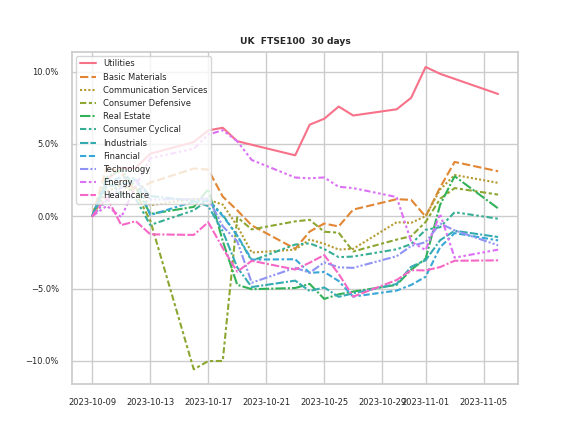 UK FTSE100 30 days
Utilities
Basic Materials
Communication Services
Consumer Defensive
Real Estate
Consumer Cyclical
Industrials
Financial
Technology
Energy
Healthcare
10.0%
5.0%
0.0%
−5.0%
−10.0%
2023-10-09 2023-10-13 2023-10-17 2023-10-21 2023-10-25 2023-10-29 2023-11-01 2023-11-05